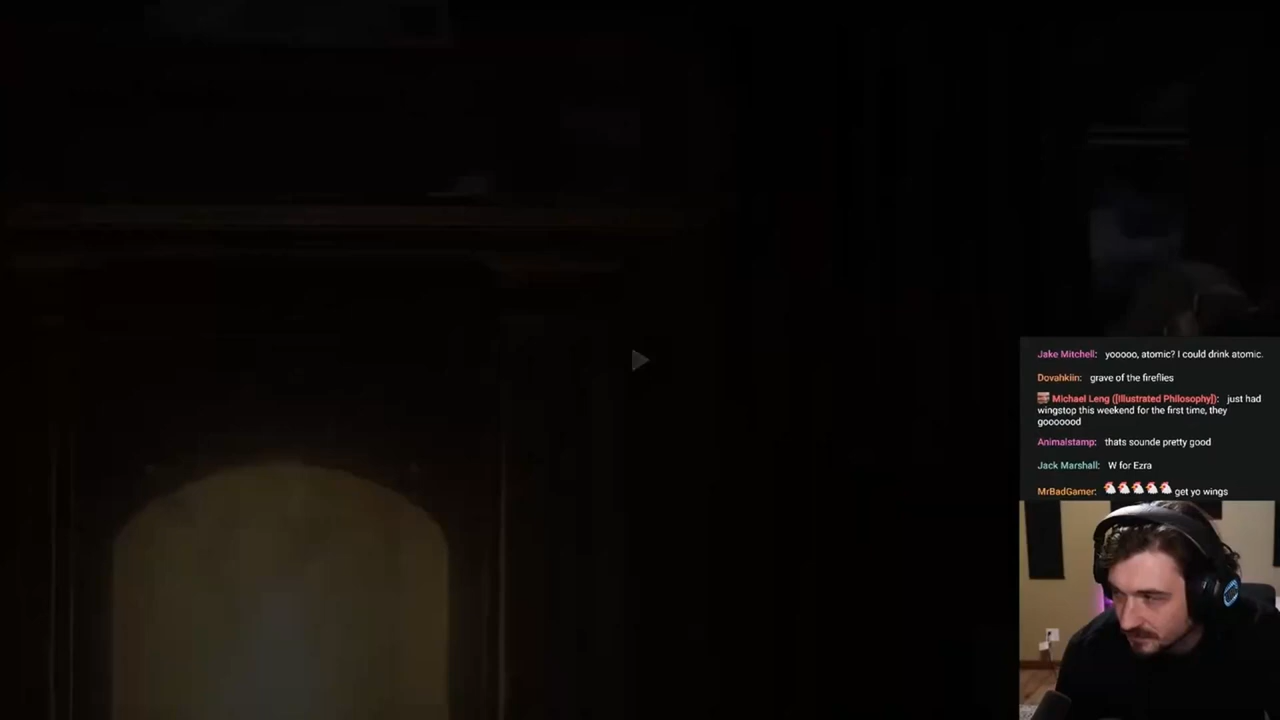 Jake Mitchell: yooooo, atomic? I could drink atomic.
Dovahkiin: grave of the fireflies
Michael Leng ([Illustrated Philosophy]): just had
wingstop this weekend for the first time, they
gooooood
Animalstamp: thats sounde pretty good
Jack Marshall: W for Ezra
MrBadGamer: 🐔🐔🐔🐔🐔 get yo wings